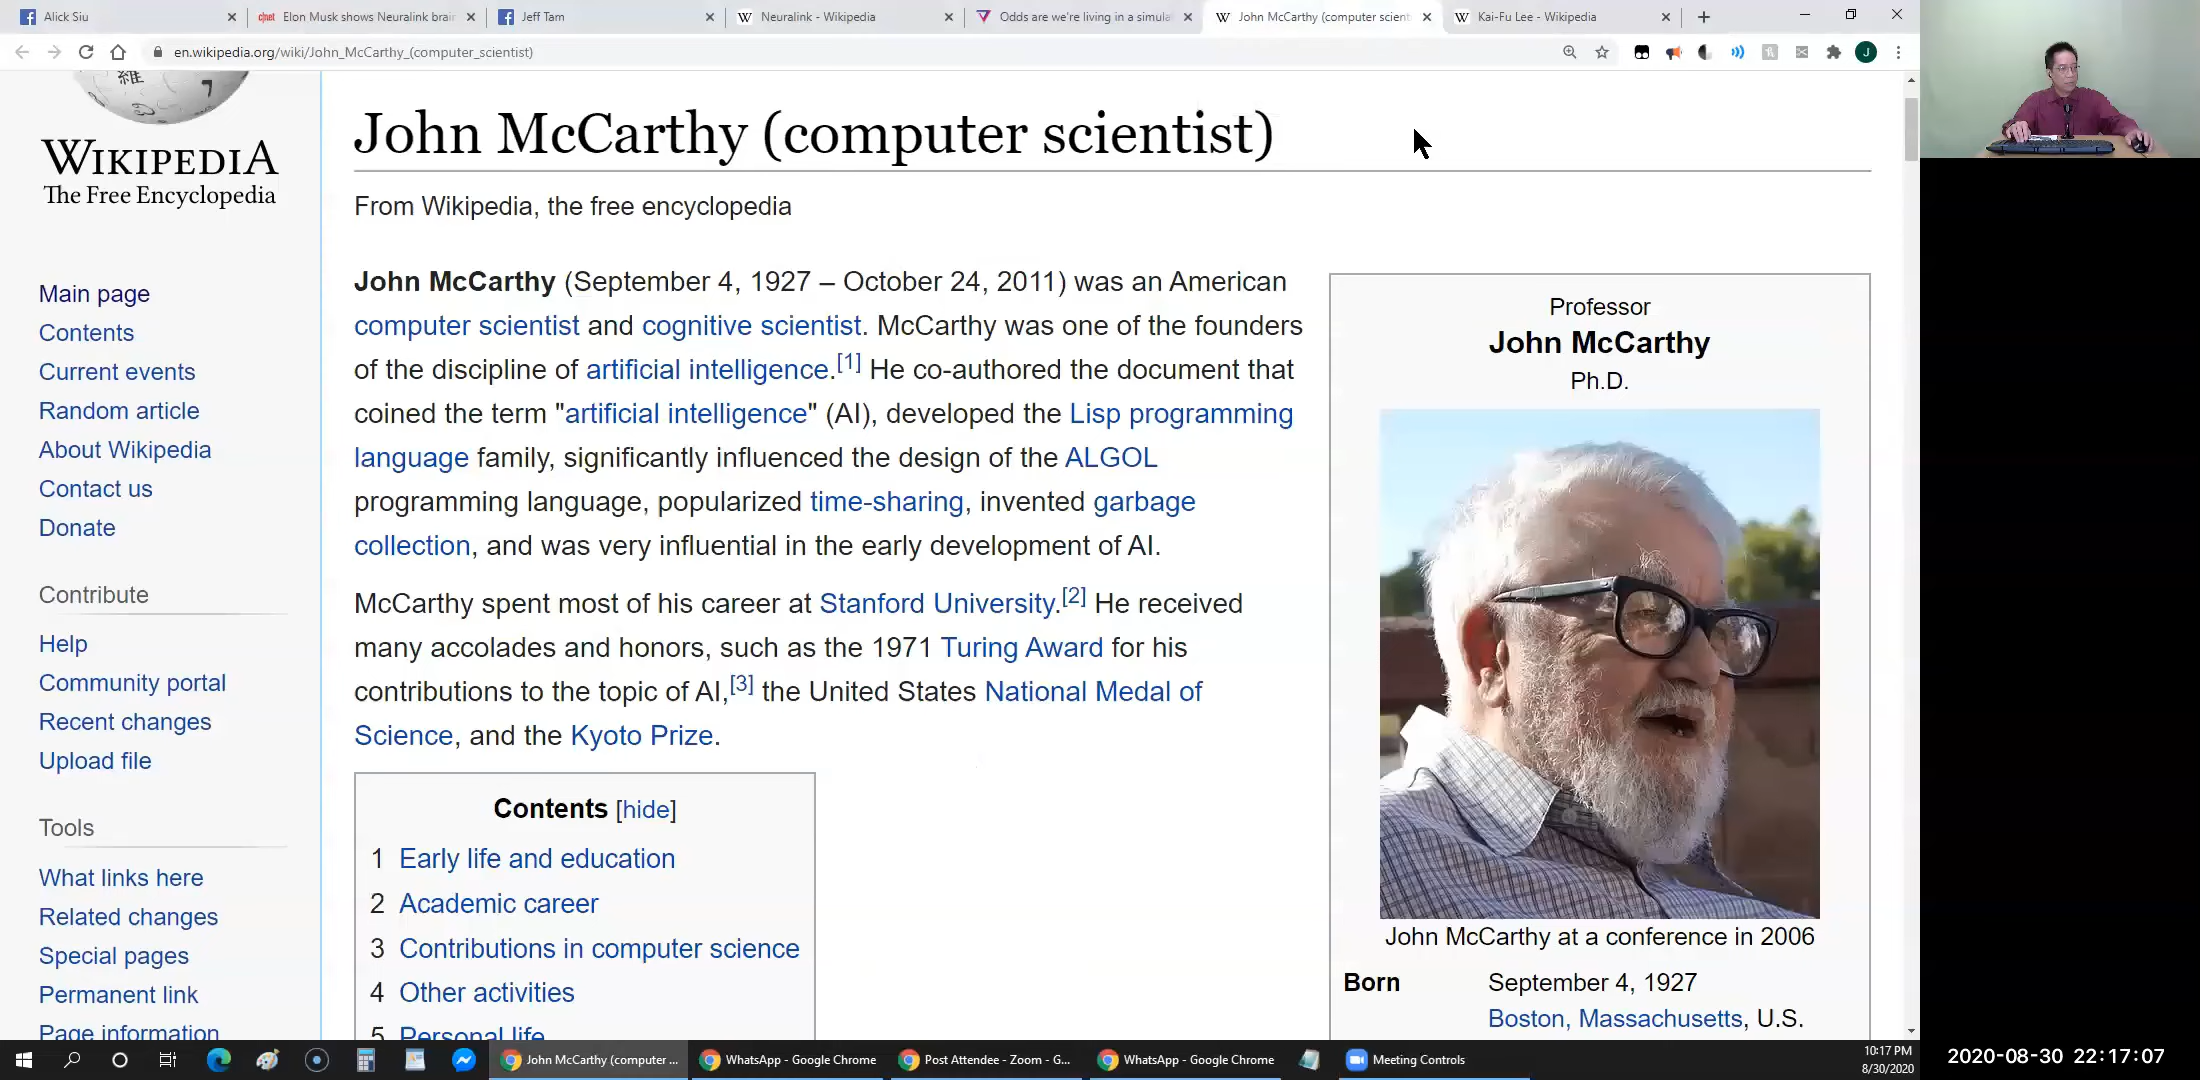 Alick Siu
c|net Elon Musk shows Neuralink brain
Jeff Tam
W Neuralink - Wikipedia
Odds are we're living in a simula
W John McCarthy (computer scient
W Kai-Fu Lee - Wikipedia
en.wikipedia.org/wiki/John_McCarthy_(computer_scientist)
J
羅
7
WIKIPEDIA
The Free Encyclopedia
Main page
Contents
Current events
Random article
About Wikipedia
Contact us
Donate
Contribute
Help
Community portal
Recent changes
Upload file
Tools
What links here
Related changes
Special pages
Permanent link
Page information
John McCarthy (computer scientist)
From Wikipedia, the free encyclopedia
John McCarthy (September 4, 1927 – October 24, 2011) was an American
computer scientist and cognitive scientist. McCarthy was one of the founders
of the discipline of artificial intelligence.[1] He co-authored the document that
coined the term "artificial intelligence" (AI), developed the Lisp programming
language family, significantly influenced the design of the ALGOL
programming language, popularized time-sharing, invented garbage
collection, and was very influential in the early development of AI.
McCarthy spent most of his career at Stanford University.[2] He received
many accolades and honors, such as the 1971 Turing Award for his
contributions to the topic of AI,[3] the United States National Medal of
Science, and the Kyoto Prize.
Contents [hide]
1 Early life and education
2 Academic career
3 Contributions in computer science
4 Other activities
5 Personal life
Professor
John McCarthy
Ph.D.
John McCarthy at a conference in 2006
Born September 4, 1927
Boston, Massachusetts, U.S.
John McCarthy (computer ...
WhatsApp - Google Chrome
Post Attendee - Zoom - G...
WhatsApp - Google Chrome
Meeting Controls
10:17 PM
8/30/2020
2020-08-30 22:17:07